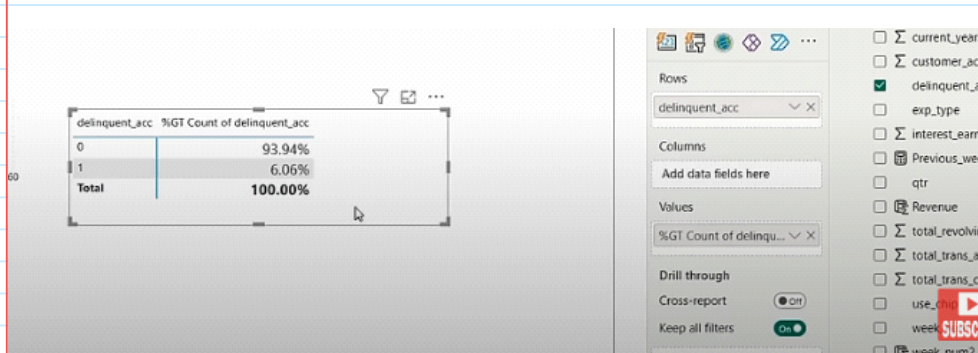 delinquent_acc %GT Count of delinquent_acc
0 93.94%
1 6.06%
Total 100.00%
60
Rows
delinquent_acc
Columns
Add data fields here
Values
%GT Count of delinqu...
Drill through
Cross-report Off
Keep all filters On
current_year
customer_ac
delinquent_a
exp_type
interest_earn
Previous_we
qtr
Revenue
total_revolvi
total_trans_a
total_trans_c
use_chip
week
SUBSC
week_num2